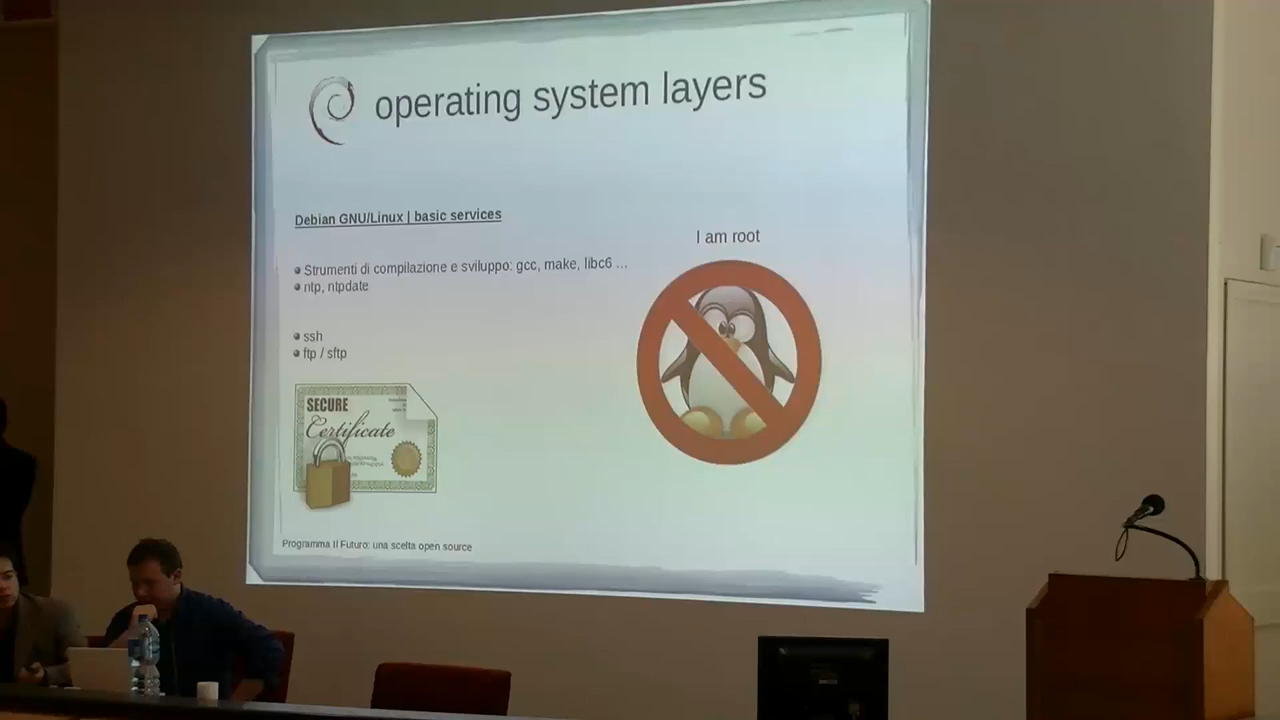 operating system layers
Debian GNU/Linux | basic services
I am root
Strumenti di compilazione e sviluppo: gcc, make, libc6 ...
ntp, ntpdate
ssh
ftp / sftp
SECURE
Certificate
Programma Il Futuro: una scelta open source